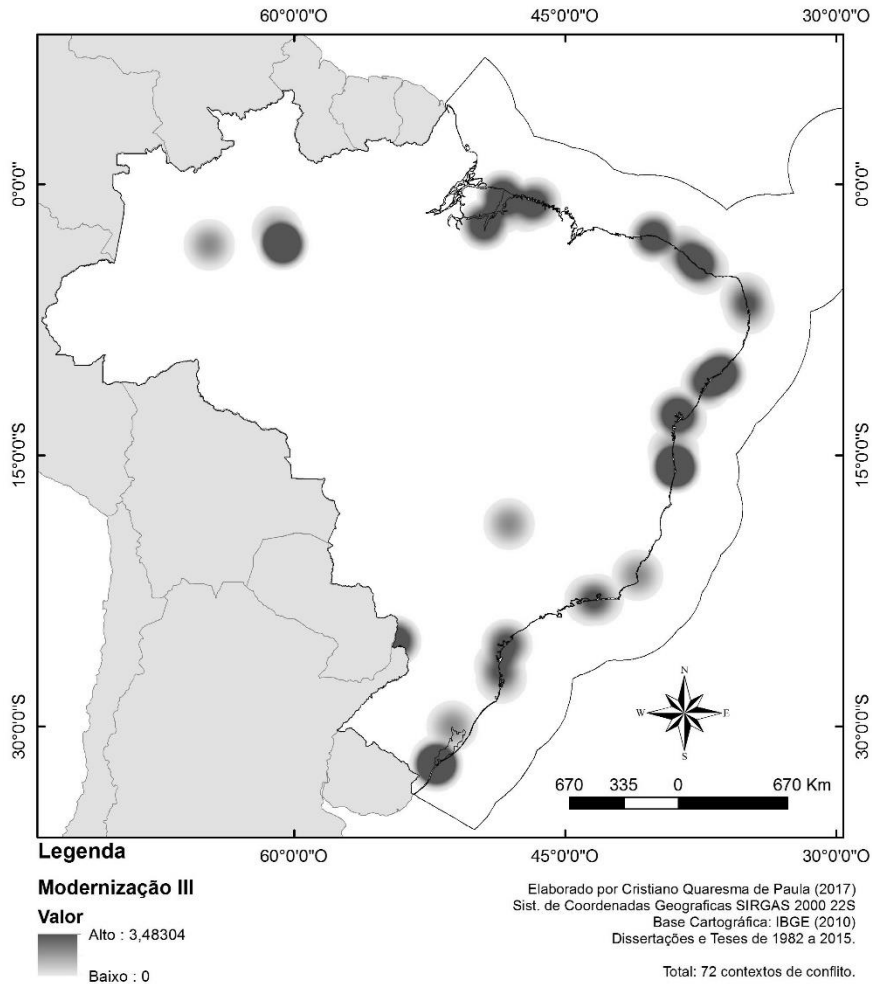 60°0'0"O 45°0'0"O 30°0'0"O
0°0'0"
0°0'0"
15°0'0"S
15°0'0"S
30°0'0"S
30°0'0"S
N
W E
S
670 335 0 670 Km
60°0'0"O 45°0'0"O 30°0'0"O
Legenda
Modernização III
Valor
Alto : 3,48304
Baixo : 0
Elaborado por Cristiano Quaresma de Paula (2017)
Sist. de Coordenadas Geograficas SIRGAS 2000 22S
Base Cartográfica: IBGE (2010)
Dissertações e Teses de 1982 a 2015.
Total: 72 contextos de conflito.